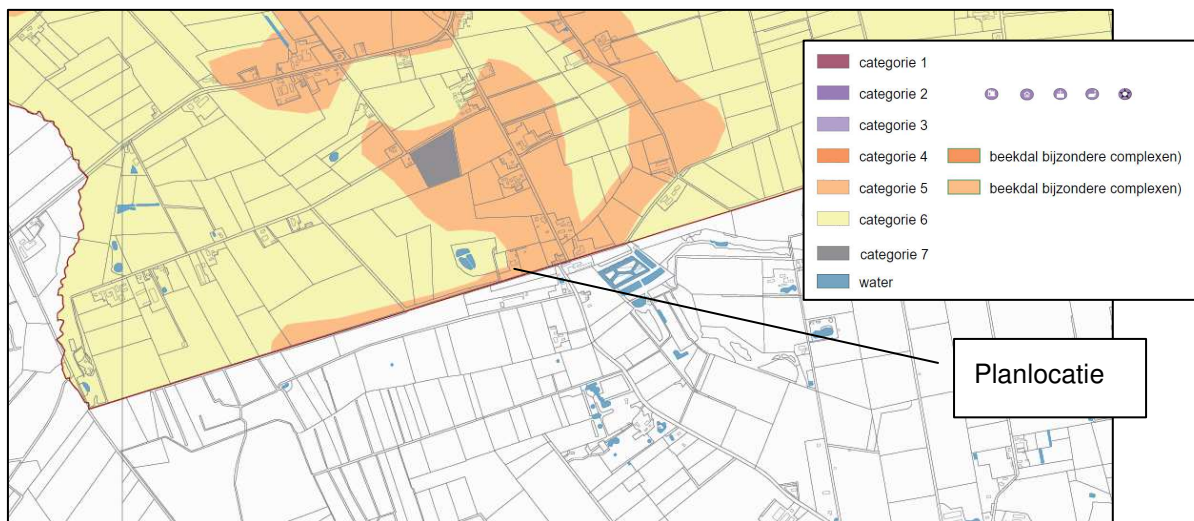 categorie 1
categorie 2
categorie 3
categorie 4 beekdal bijzondere complexen)
categorie 5 beekdal bijzondere complexen)
categorie 6
categorie 7
water
Planlocatie